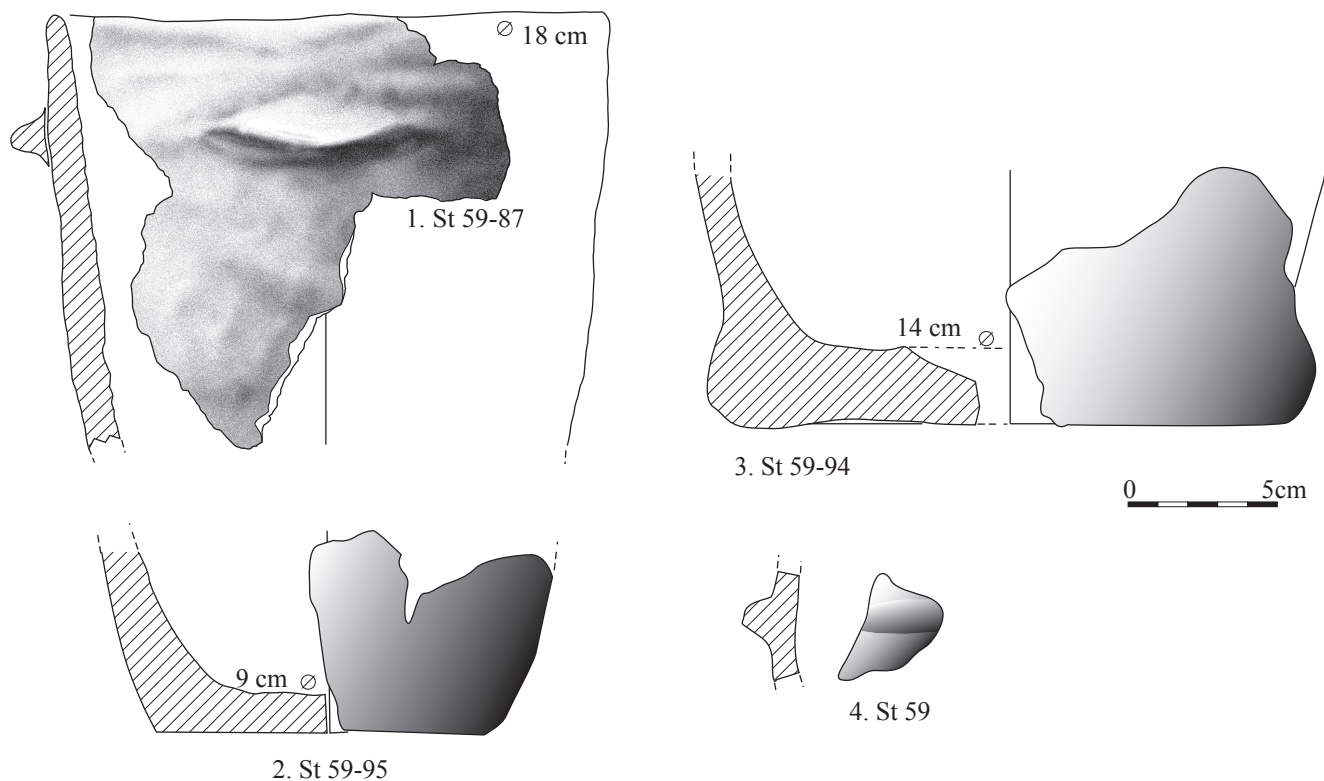 Ø 18 cm
1. St 59-87
14 cm Ø
3. St 59-94
0 5cm
9 cm Ø
4. St 59
2. St 59-95